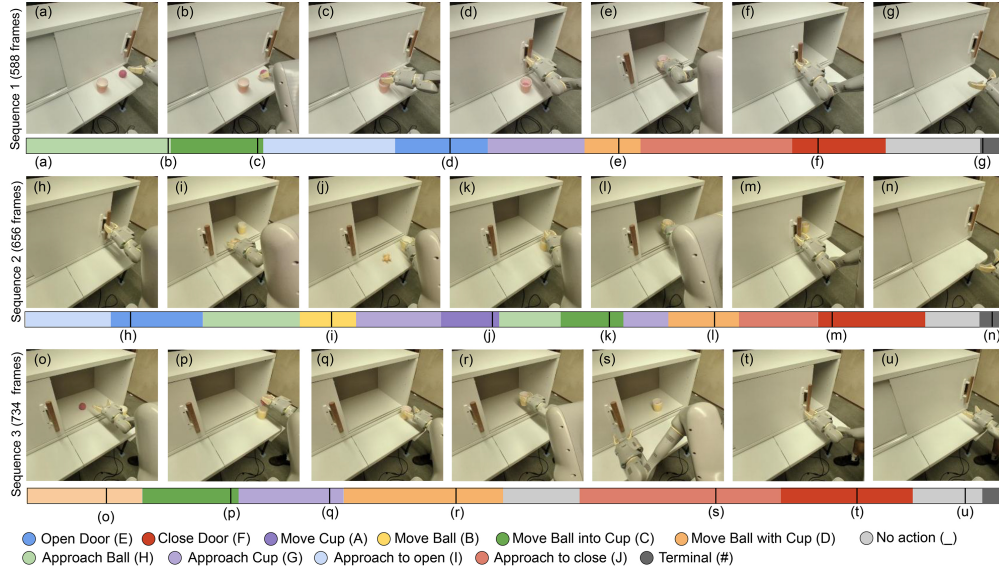 Sequence 1 (588 frames)
(a) (b) (c) (d) (e) (f) (g)
(a) (b) (c) (d) (e) (f) (g)
Sequence 2 (656 frames)
(h) (i) (j) (k) (l) (m) (n)
(h) (i) (j) (k) (l) (m) (n)
Sequence 3 (734 frames)
(o) (p) (q) (r) (s) (t) (u)
(o) (p) (q) (r) (s) (t) (u)
Open Door (E) Close Door (F) Move Cup (A) Move Ball (B) Move Ball into Cup (C) Move Ball with Cup (D) No action (_)
Approach Ball (H) Approach Cup (G) Approach to open (I) Approach to close (J) Terminal (#)